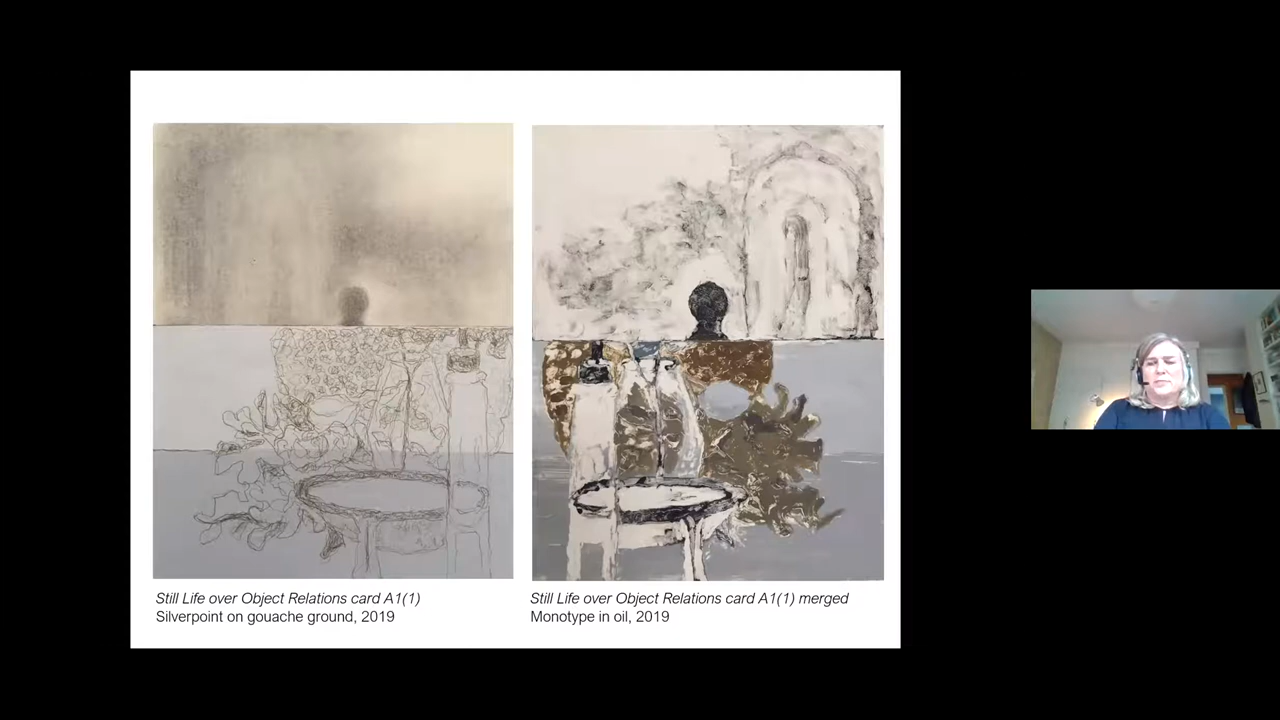 Still Life over Object Relations card A1(1)
Silverpoint on gouache ground, 2019
Still Life over Object Relations card A1(1) merged
Monotype in oil, 2019